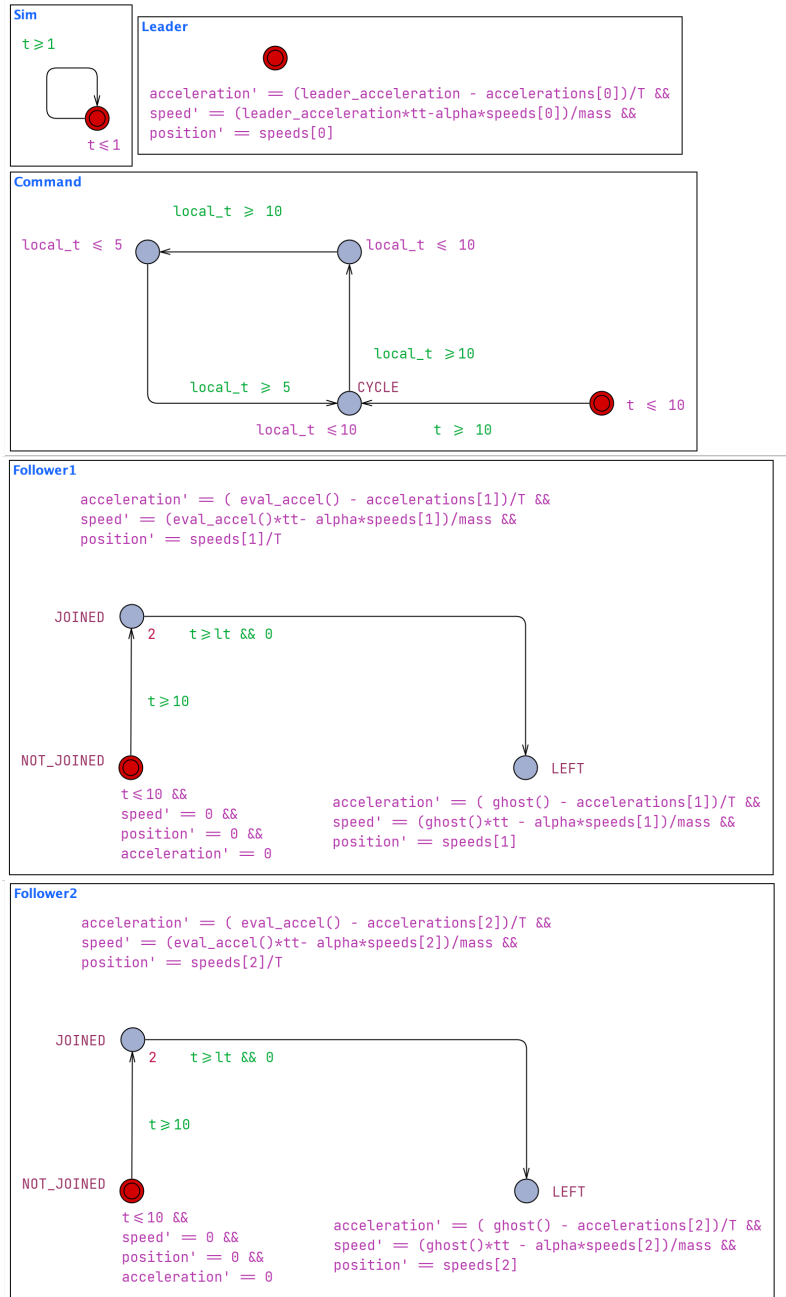 Sim
t ⩾ 1
t ⩽ 1
Leader
acceleration' == (leader_acceleration - accelerations[0])/T &&
speed' == (leader_acceleration*tt-alpha*speeds[0])/mass &&
position' == speeds[0]
Command
local_t ⩾ 10
local_t ⩽ 5
local_t ⩽ 10
local_t ⩾10
local_t ⩾ 5
CYCLE
t ⩽ 10
local_t ⩽10
t ⩾ 10
Follower1
acceleration' == ( eval_accel() - accelerations[1])/T &&
speed' == (eval_accel()*tt- alpha*speeds[1])/mass &&
position' == speeds[1]/T
JOINED
2
t⩾lt && 0
t⩾10
NOT_JOINED
LEFT
t⩽10 &&
speed' == 0 &&
position' == 0 &&
acceleration' == 0
acceleration' == ( ghost() - accelerations[1])/T &&
speed' == (ghost()*tt - alpha*speeds[1])/mass &&
position' == speeds[1]
Follower2
acceleration' == ( eval_accel() - accelerations[2])/T &&
speed' == (eval_accel()*tt- alpha*speeds[2])/mass &&
position' == speeds[2]/T
JOINED
2
t⩾lt && 0
t⩾10
NOT_JOINED
LEFT
t⩽10 &&
speed' == 0 &&
position' == 0 &&
acceleration' == 0
acceleration' == ( ghost() - accelerations[2])/T &&
speed' == (ghost()*tt - alpha*speeds[2])/mass &&
position' == speeds[2]